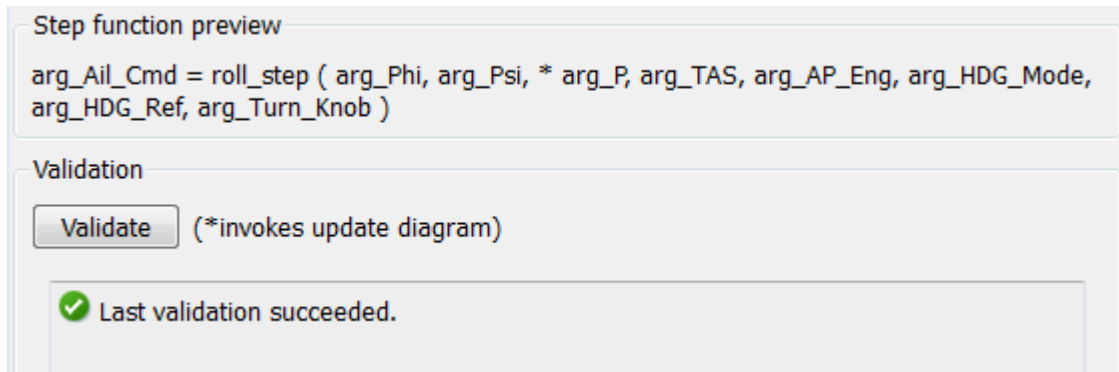 Step function preview
arg_Ail_Cmd = roll_step ( arg_Phi, arg_Psi, * arg_P, arg_TAS, arg_AP_Eng, arg_HDG_Mode,
arg_HDG_Ref, arg_Turn_Knob )
Validation
Validate (*invokes update diagram)
Last validation succeeded.